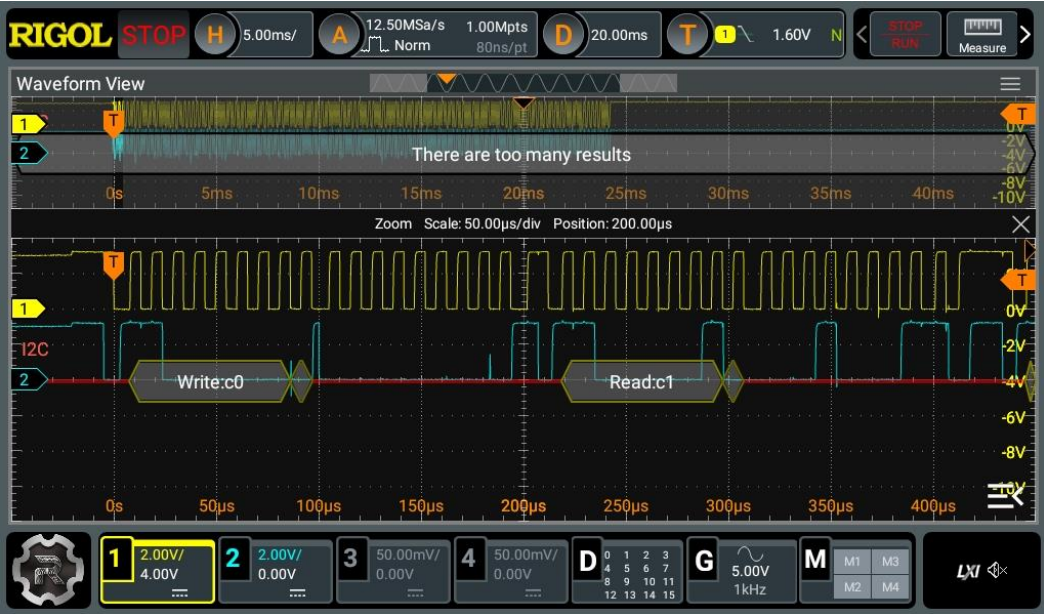 RIGOL STOP H 5.00ms/ A 12.50MSa/s 1.00Mpts D 20.00ms T 1 1.60V N STOP RUN Measure
Norm 80ns/pt
Waveform View
1 T T
0V
2 There are too many results -2V
-4V
-6V
-8V
0s 5ms 10ms 15ms 20ms 25ms 30ms 35ms 40ms -10V
Zoom Scale: 50.00µs/div Position: 200.00µs
T
T
1 0V
I2C -2V
2 Write:c0 Read:c1 -4V
-6V
-8V
0s 50µs 100µs 150µs 200µs 250µs 300µs 350µs 400µs -10V
1 2.00V/ 4.00V
2 2.00V/ 0.00V
3 50.00mV/ 0.00V
4 50.00mV/ 0.00V
D 0 1 2 3
4 5 6 7
8 9 10 11
12 13 14 15
G 5.00V 1kHz
M M1 M3
M2 M4
LXI
R